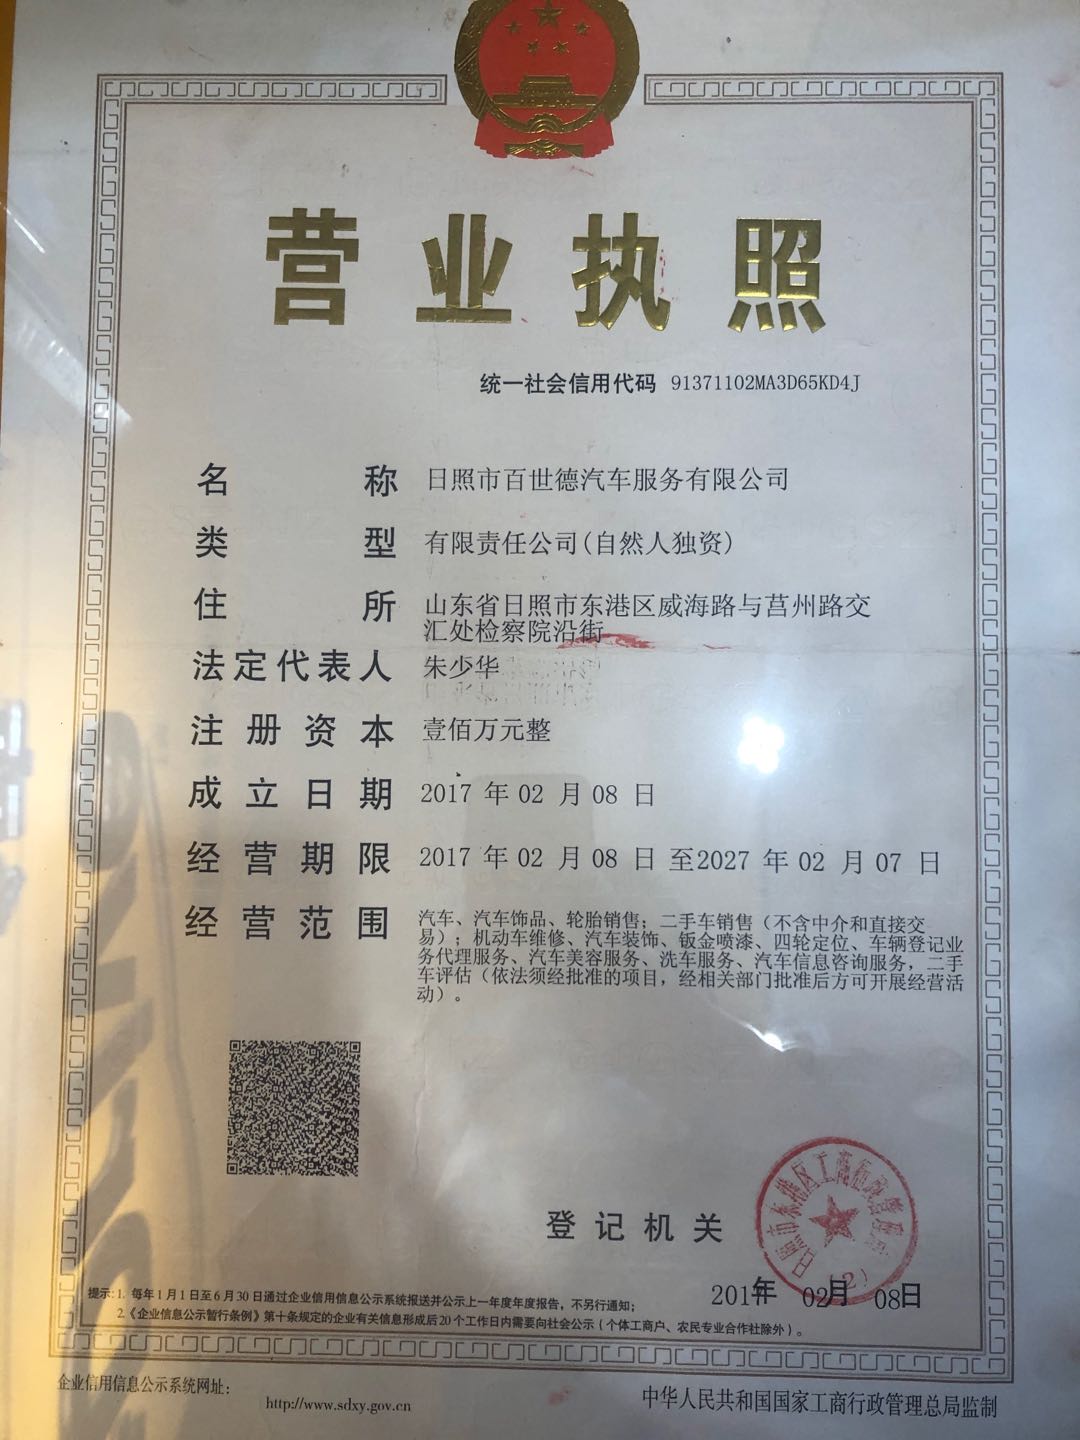 营业执照
统一社会信用代码 91371102MA3D65KD4J
名称 日照市百世德汽车服务有限公司
类型 有限责任公司(自然人独资)
住所 山东省日照市东港区威海路与莒州路交
汇处检察院沿街
法定代表人 朱少华
注册资本 壹佰万元整
成立日期 2017 年 02 月 08 日
经营期限 2017 年 02 月 08 日 至2027 年 02 月 07 日
经营范围 汽车、汽车饰品、轮胎销售；二手车销售（不含中介和直接交
易）；机动车维修、汽车装饰、钣金喷漆、四轮定位、车辆登记业
务代理服务、汽车美容服务、洗车服务、汽车信息咨询服务，二手
车评估（依法须经批准的项目，经相关部门批准后方可开展经营活
动）。
日照市东港区工商行政管理局
(2)
登记机关
2017年 02月 08日
提示：1. 每年1月1日至6月30日通过企业信用信息公示系统报送并公示上一年度年度报告，不另行通知；
2.《企业信息公示暂行条例》第十条规定的企业有关信息形成后20个工作日内需要向社会公示（个体工商户、农民专业合作社除外）。
企业信用信息公示系统网址：
http://www.sdxy.gov.cn
中华人民共和国国家工商行政管理总局监制